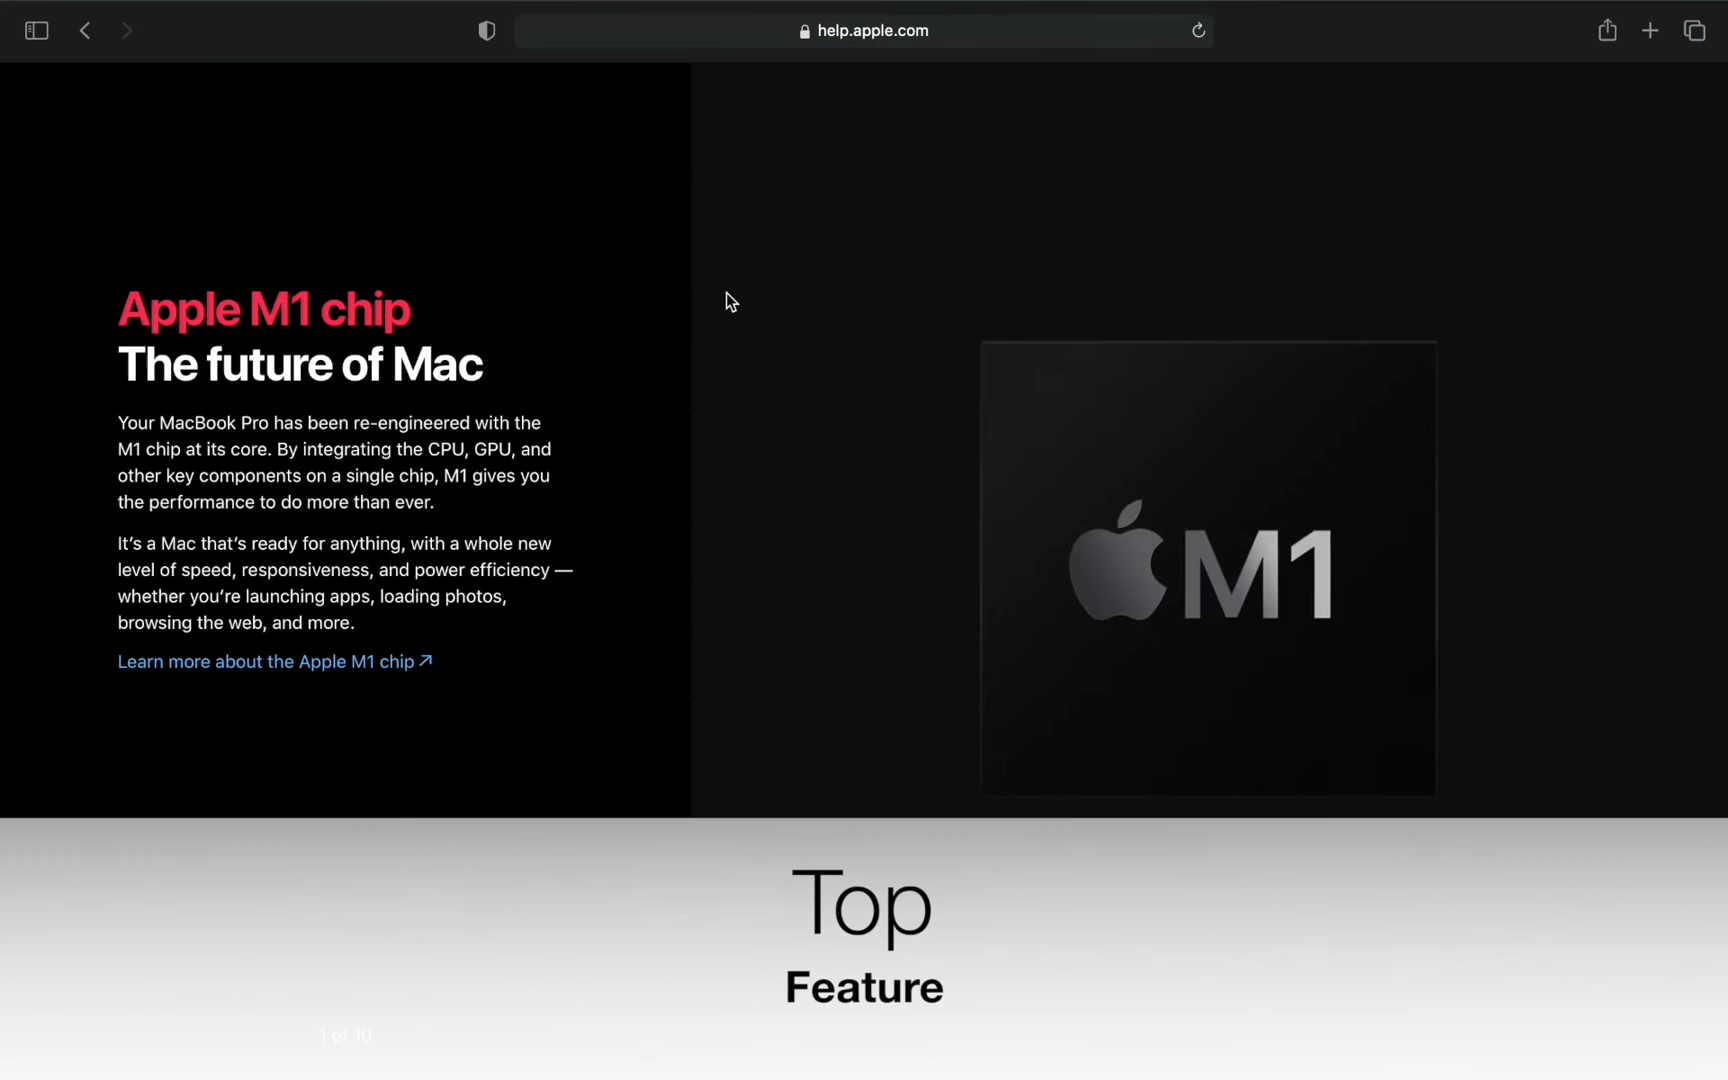 help.apple.com
Apple M1 chip
The future of Mac
Your MacBook Pro has been re-engineered with the
M1 chip at its core. By integrating the CPU, GPU, and
other key components on a single chip, M1 gives you
the performance to do more than ever.
It’s a Mac that’s ready for anything, with a whole new
level of speed, responsiveness, and power efficiency —
whether you’re launching apps, loading photos,
browsing the web, and more.
Learn more about the Apple M1 chip ↗
M1
Top
Feature
1 of 10